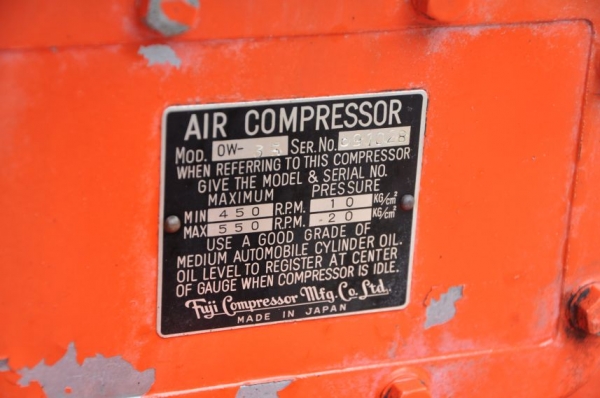 AIR COMPRESSOR
MOD. OW- SER. NO.
WHEN REFERRING TO THIS COMPRESSOR
GIVE THE MODEL & SERIAL NO.
MAXIMUM PRESSURE
MIN 450 R.P.M. 10 KG/cm²
MAX 550 R.P.M. -20 KG/cm²
USE A GOOD GRADE OF
MEDIUM AUTOMOBILE CYLINDER OIL.
OIL LEVEL TO REGISTER AT CENTER
OF GAUGE WHEN COMPRESSOR IS IDLE.
Fuji Compressor Mfg. Co. Ltd.
MADE IN JAPAN